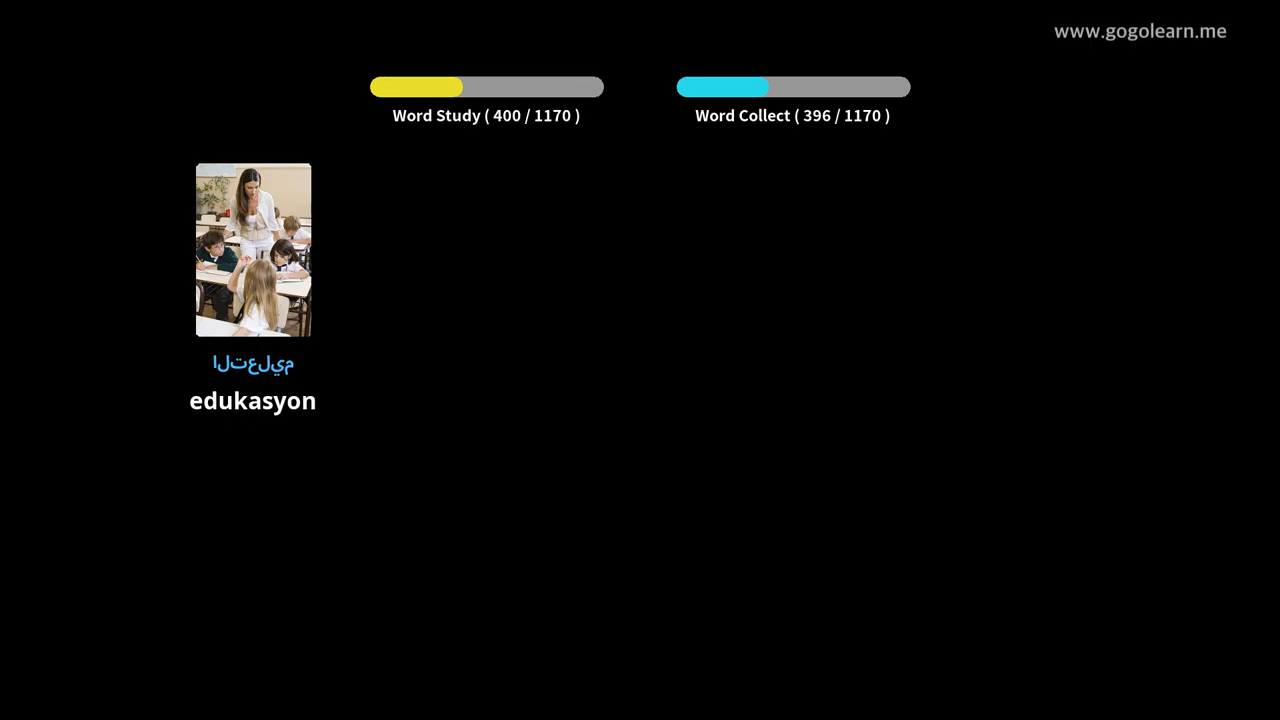 www.gogolearn.me
Word Study ( 400 / 1170 )
Word Collect ( 396 / 1170 )
التعليم
edukasyon